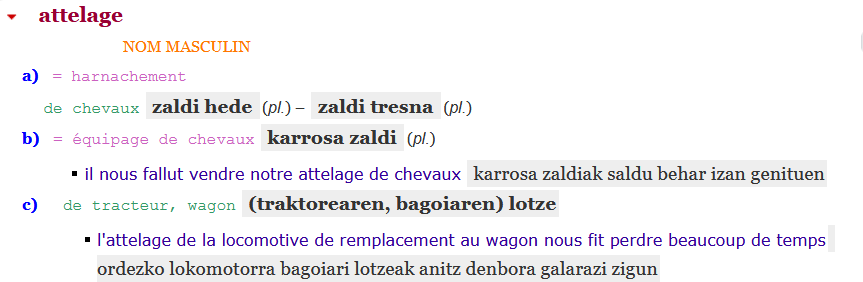 attelage
NOM MASCULIN
a) = harnachement
de chevaux zaldi hede (pl.) – zaldi tresna (pl.)
b) = équipage de chevaux karrosa zaldi (pl.)
▪ il nous fallut vendre notre attelage de chevaux karrosa zaldiak saldu behar izan genituen
c) de tracteur, wagon (traktorearen, bagoiaren) lotze
▪ l'attelage de la locomotive de remplacement au wagon nous fit perdre beaucoup de temps
ordezko lokomotorra bagoiari lotzeak anitz denbora galarazi zigun